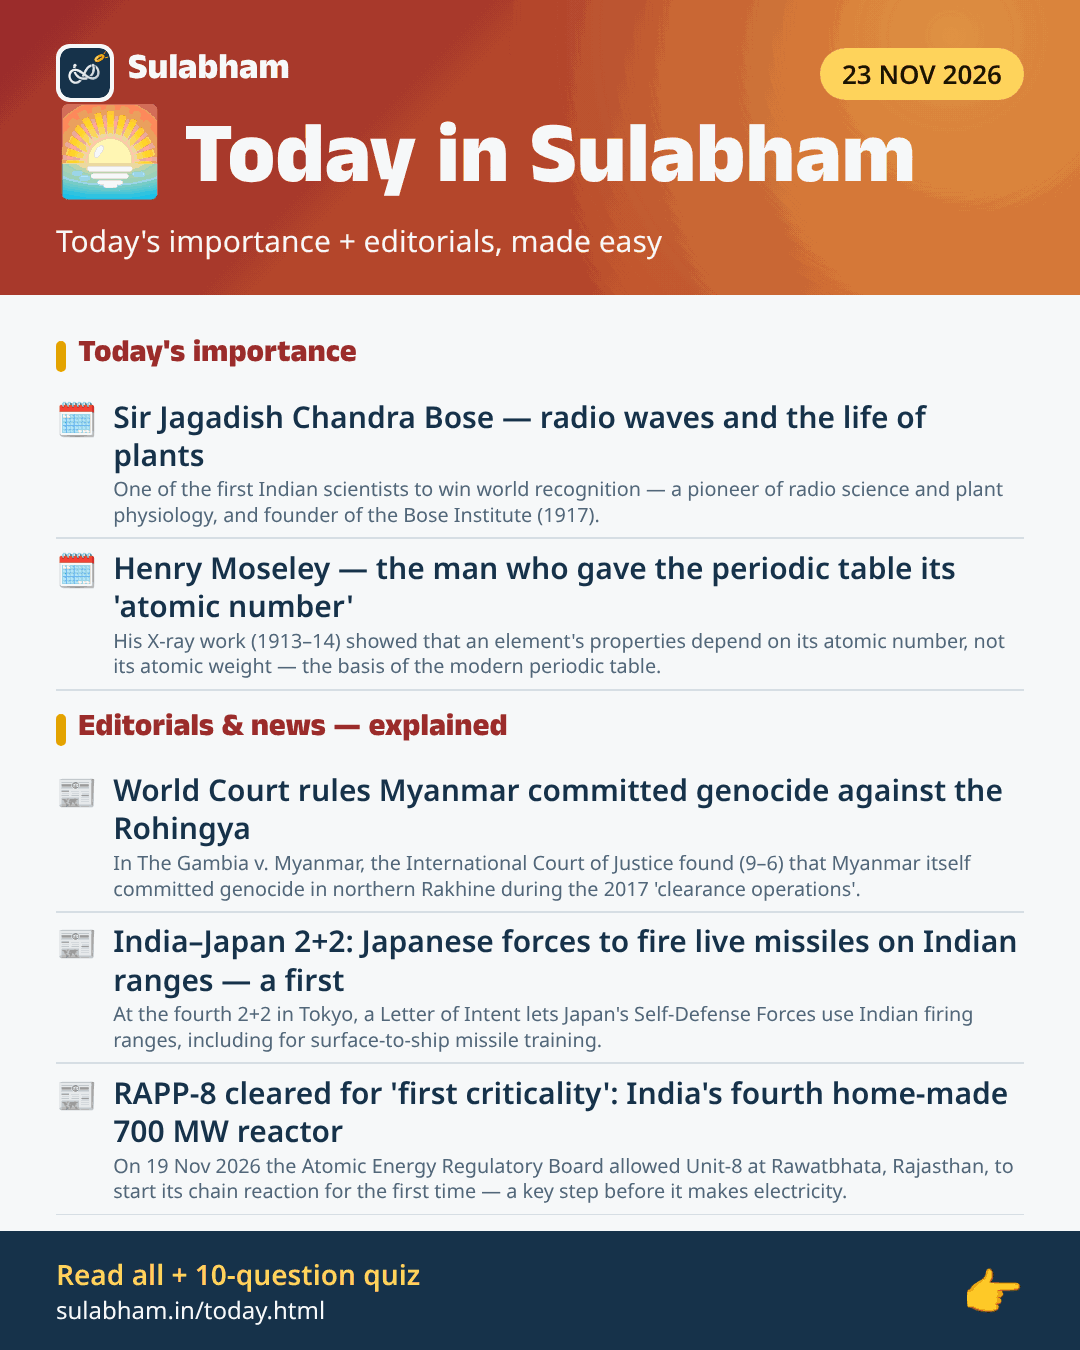 Sulabham
23 NOV 2026
Today in Sulabham
Today's importance + editorials, made easy
Today's importance
Sir Jagadish Chandra Bose — radio waves and the life of
plants
One of the first Indian scientists to win world recognition — a pioneer of radio science and plant
physiology, and founder of the Bose Institute (1917).
Henry Moseley — the man who gave the periodic table its
'atomic number'
His X-ray work (1913–14) showed that an element's properties depend on its atomic number, not
its atomic weight — the basis of the modern periodic table.
Editorials & news — explained
World Court rules Myanmar committed genocide against the
Rohingya
In The Gambia v. Myanmar, the International Court of Justice found (9–6) that Myanmar itself
committed genocide in northern Rakhine during the 2017 'clearance operations'.
India–Japan 2+2: Japanese forces to fire live missiles on Indian
ranges — a first
At the fourth 2+2 in Tokyo, a Letter of Intent lets Japan's Self-Defense Forces use Indian firing
ranges, including for surface-to-ship missile training.
RAPP-8 cleared for 'first criticality': India's fourth home-made
700 MW reactor
On 19 Nov 2026 the Atomic Energy Regulatory Board allowed Unit-8 at Rawatbhata, Rajasthan, to
start its chain reaction for the first time — a key step before it makes electricity.
Read all + 10-question quiz
sulabham.in/today.html